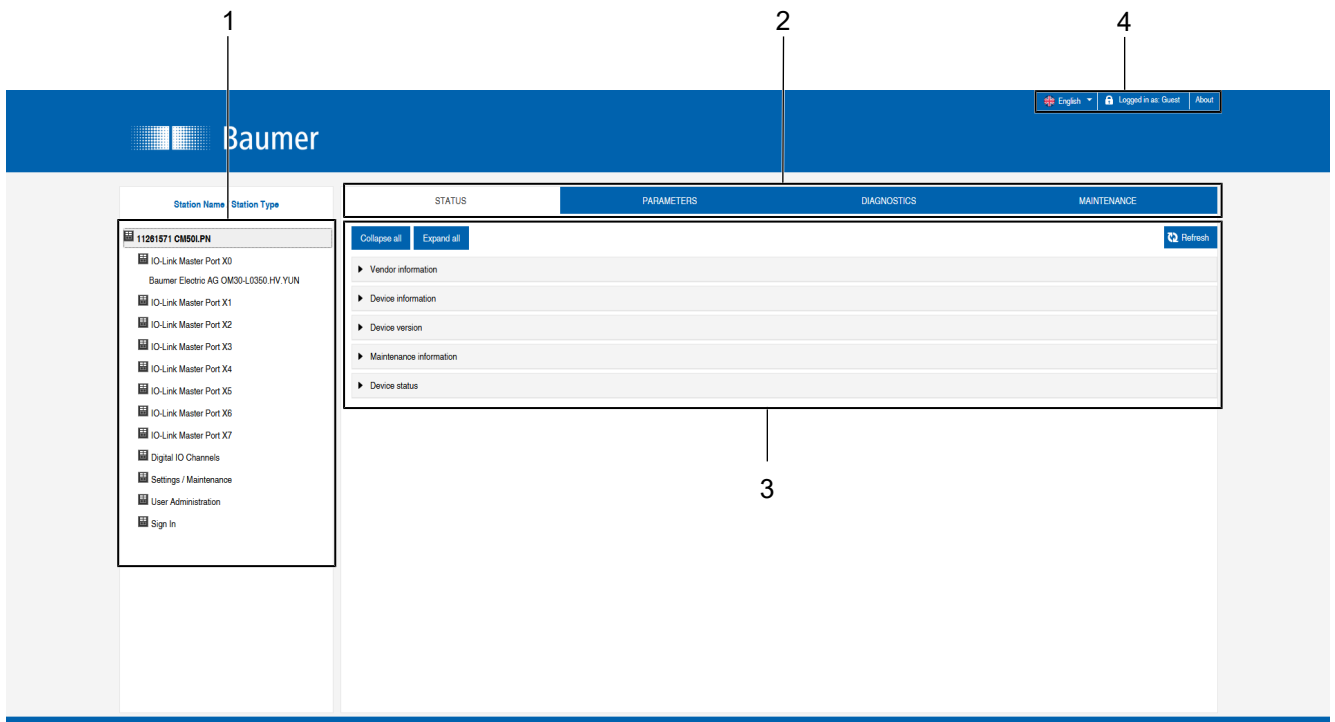 1
2
4
English
Logged in as: Guest
About
Baumer
Station Name Station Type
STATUS
PARAMETERS
DIAGNOSTICS
MAINTENANCE
11261571 CM50I.PN
IO-Link Master Port X0
Baumer Electric AG OM30-L0350.HV.YUN
IO-Link Master Port X1
IO-Link Master Port X2
IO-Link Master Port X3
IO-Link Master Port X4
IO-Link Master Port X5
IO-Link Master Port X6
IO-Link Master Port X7
Digital IO Channels
Settings / Maintenance
User Administration
Sign In
Collapse all
Expand all
Refresh
Vendor information
Device information
Device version
Maintenance information
Device status
3